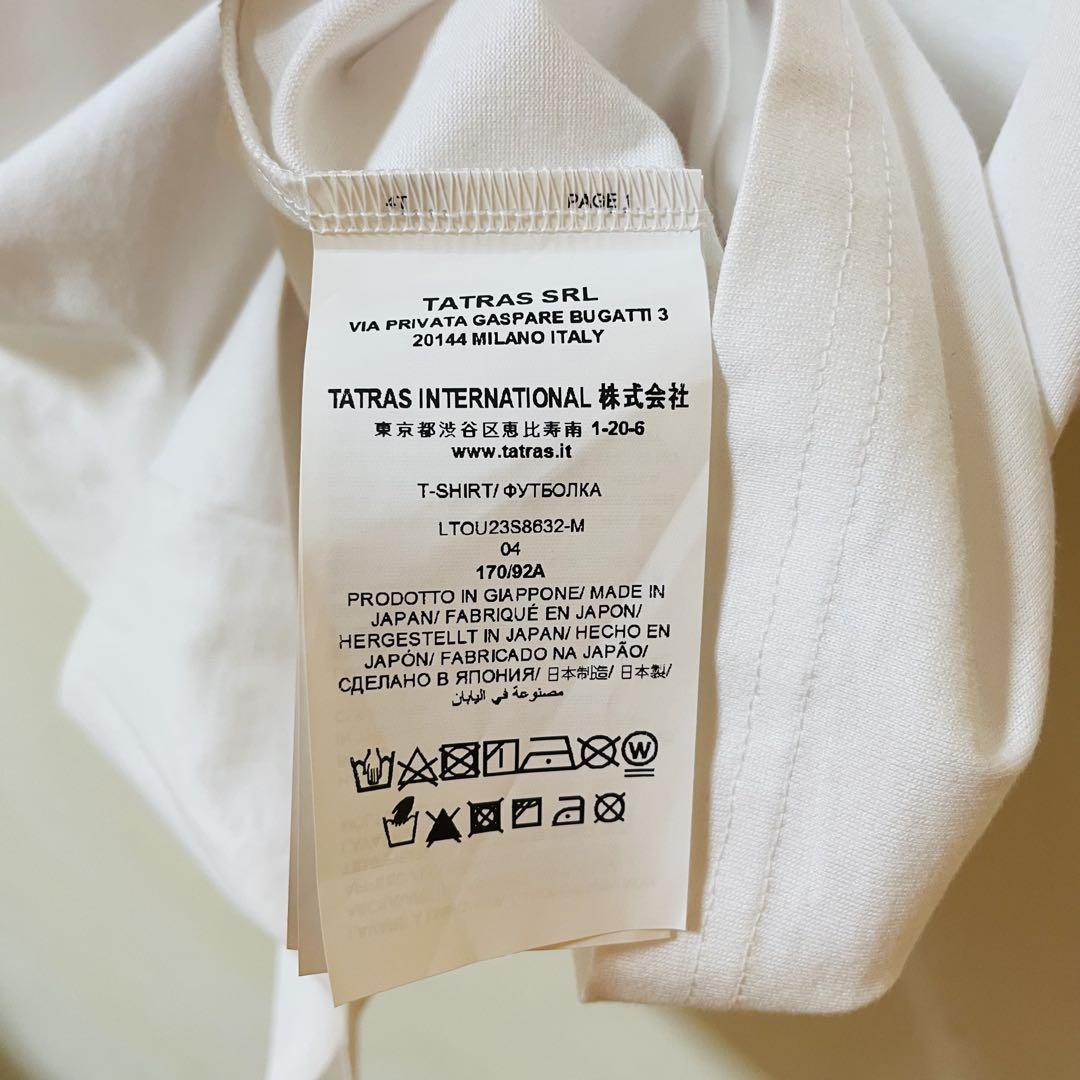 PAGE 1
TATRAS SRL
VIA PRIVATA GASPARE BUGATTI 3
20144 MILANO ITALY
TATRAS INTERNATIONAL 株式会社
東京都渋谷区恵比寿南 1-20-6
www.tatras.it
T-SHIRT/ ФУТБОЛКА
LTOU23S8632-M
04
170/92A
PRODOTTO IN GIAPPONE/ MADE IN
JAPAN/ FABRIQUÉ EN JAPON/
HERGESTELLT IN JAPAN/ HECHO EN
JAPÓN/ FABRICADO NA JAPÃO/
СДЕЛАНО В ЯПОНИЯ/ 日本制造/ 日本製/
مصنوعة في اليابان
W